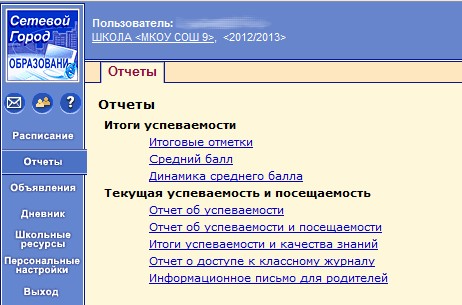 Сетевой
Город
ОБРАЗОВАНИ
Пользователь:
ШКОЛА <МКОУ СОШ 9>, <2012/2013>
Отчеты
Расписание
Отчеты
Объявления
Дневник
Школьные
ресурсы
Персональные
настройки
Выход
Отчеты
Итоги успеваемости
Итоговые отметки
Средний балл
Динамика среднего балла
Текущая успеваемость и посещаемость
Отчет об успеваемости
Отчет об успеваемости и посещаемости
Итоги успеваемости и качества знаний
Отчет о доступе к классному журналу
Информационное письмо для родителей